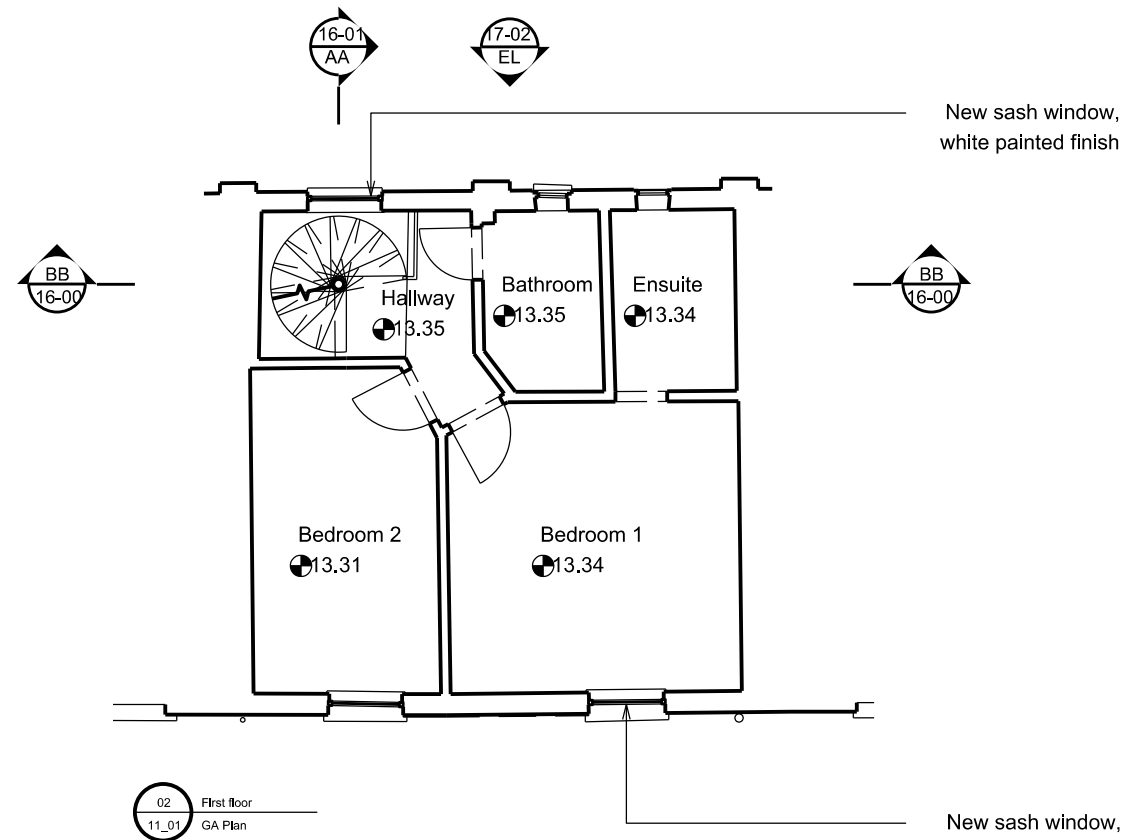 16-01
AA
17-02
EL
New sash window,
white painted finish
BB
16-00
BB
16-00
Hallway
13.35
Bathroom
13.35
Ensuite
13.34
Bedroom 2
13.31
Bedroom 1
13.34
02
First floor
11_01
GA Plan
New sash window,